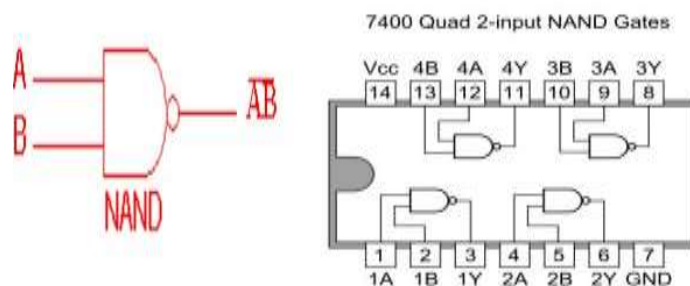 A
B
A̅B̅
NAND
7400 Quad 2-input NAND Gates
Vcc 4B 4A 4Y 3B 3A 3Y
14 13 12 11 10 9 8
1 2 3 4 5 6 7
1A 1B 1Y 2A 2B 2Y GND